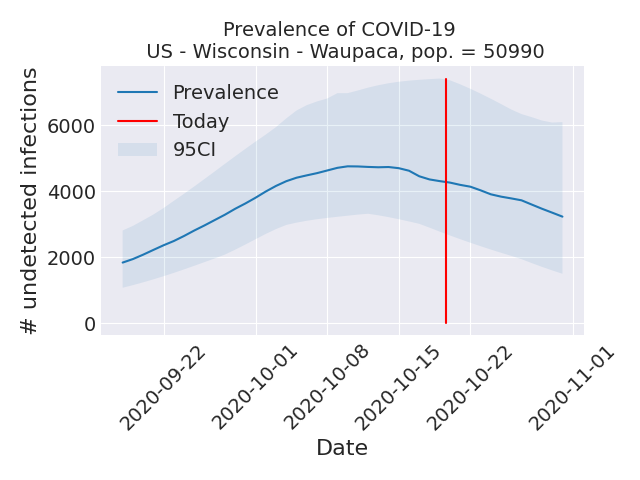 Prevalence of COVID-19
US - Wisconsin - Waupaca, pop. = 50990
# undetected infections
6000
4000
2000
0
Prevalence
Today
95CI
2020-09-22
2020-10-01
2020-10-08
2020-10-15
2020-10-22
2020-11-01
Date